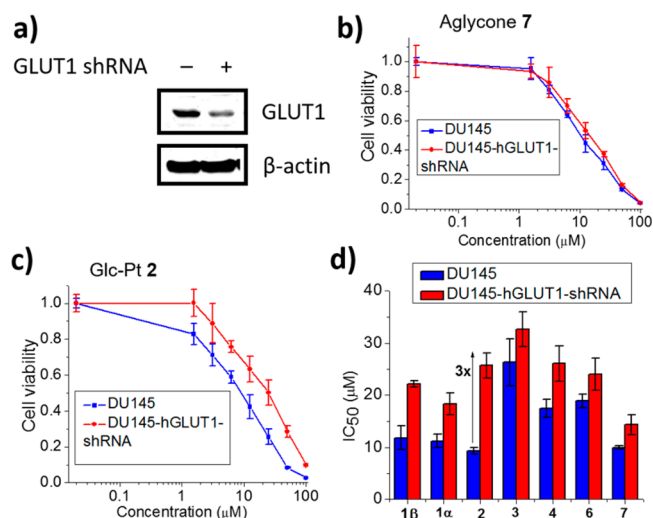 a)
GLUT1 shRNA – +
GLUT1
β-actin
b)
Aglycone 7
Cell viability
1.0
0.8
0.6
0.4
0.2
0.0
DU145
DU145-hGLUT1-
shRNA
0.1 1 10 100
Concentration (μM)
c)
Glc-Pt 2
Cell viability
1.0
0.8
0.6
0.4
0.2
0.0
DU145
DU145-hGLUT1-
shRNA
0.1 1 10 100
Concentration (μM)
d)
DU145
DU145-hGLUT1-shRNA
IC50 (μM)
40
30
20
10
0
3x
1β 1α 2 3 4 6 7